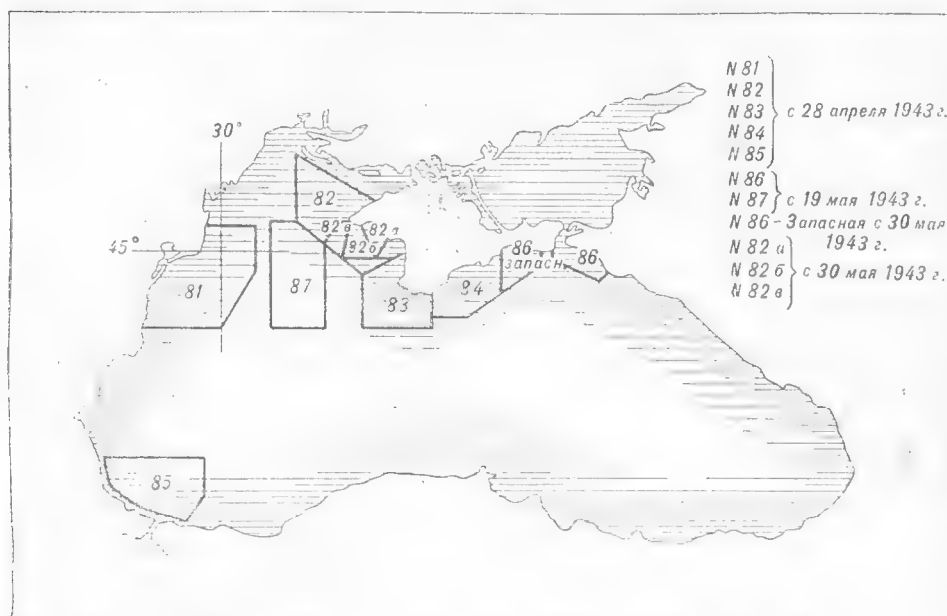 N 81
N 82
N 83
N 84
N 85
с 28 апреля 1943 г.
N 86
N 87
с 19 мая 1943 г.
N 86 - Запасная с 30 мая
1943 г.
N 82 а
N 82 б
N 82 в
с 30 мая 1943 г.
30°
45°
82
82 в
82 а
82 б
86
запасн.
86
81
87
83
84
85